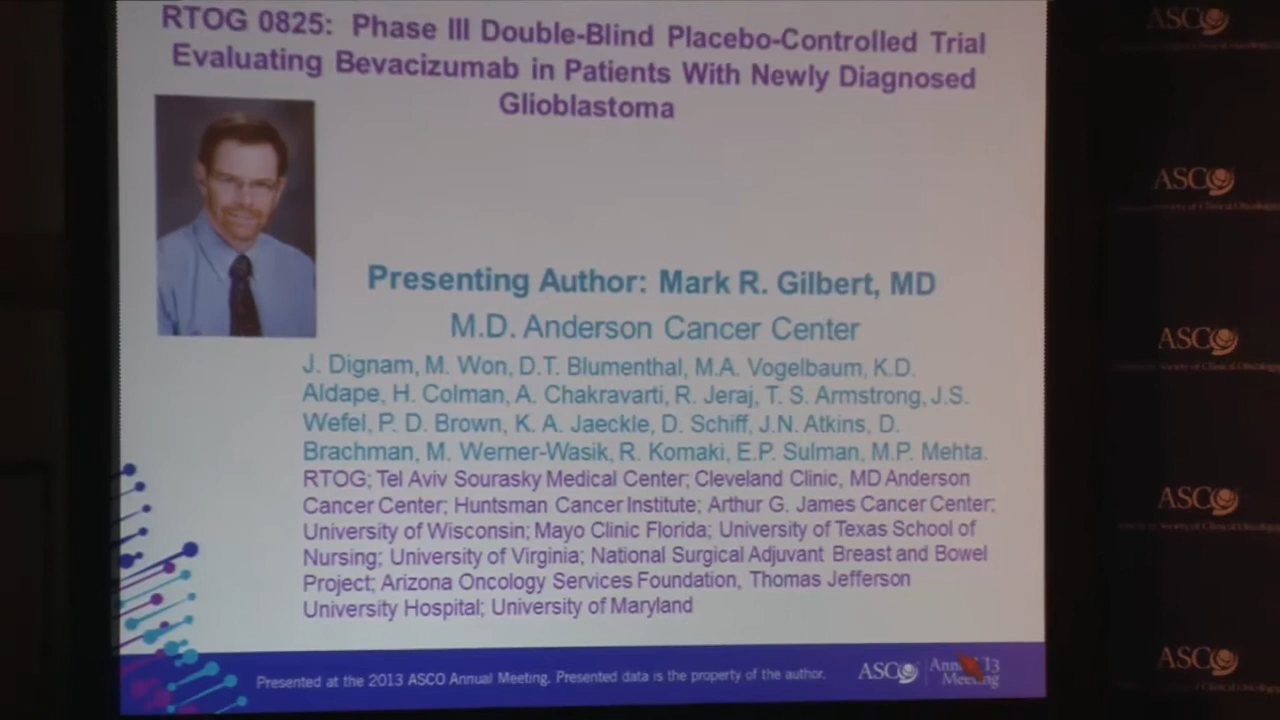 RTOG 0825: Phase III Double-Blind Placebo-Controlled Trial
Evaluating Bevacizumab in Patients With Newly Diagnosed
Glioblastoma
Presenting Author: Mark R. Gilbert, MD
M.D. Anderson Cancer Center
J. Dignam, M. Won, D.T. Blumenthal, M.A. Vogelbaum, K.D.
Aldape, H. Colman, A. Chakravarti, R. Jeraj, T. S. Armstrong, J.S.
Wefel, P. D. Brown, K. A. Jaeckle, D. Schiff, J.N. Atkins, D.
Brachman, M. Werner-Wasik, R. Komaki, E.P. Sulman, M.P. Mehta.
RTOG; Tel Aviv Sourasky Medical Center; Cleveland Clinic, MD Anderson
Cancer Center; Huntsman Cancer Institute; Arthur G. James Cancer Center;
University of Wisconsin; Mayo Clinic Florida; University of Texas School of
Nursing; University of Virginia; National Surgical Adjuvant Breast and Bowel
Project; Arizona Oncology Services Foundation, Thomas Jefferson
University Hospital; University of Maryland
Presented at the 2013 ASCO Annual Meeting. Presented data is the property of the author.
ASCO
'13
Meeting
ASCO
ASCO
ASCO
ASCO
ASCO